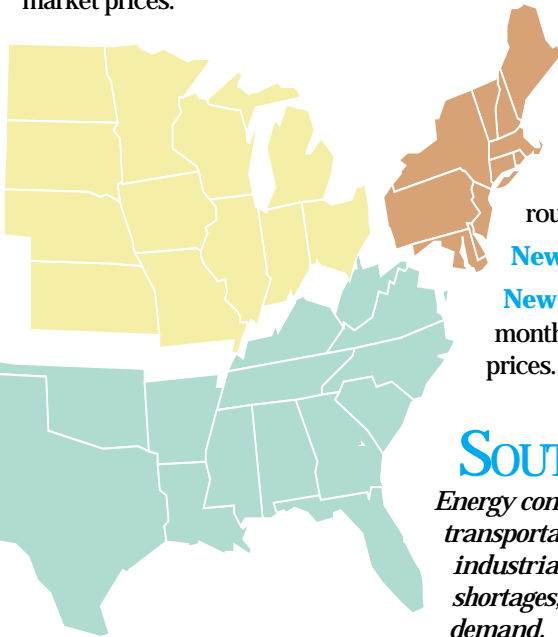 market prices.
rou
New
New
month
prices.
SOUT
Energy con
transporta
industria
shortages,
demand.